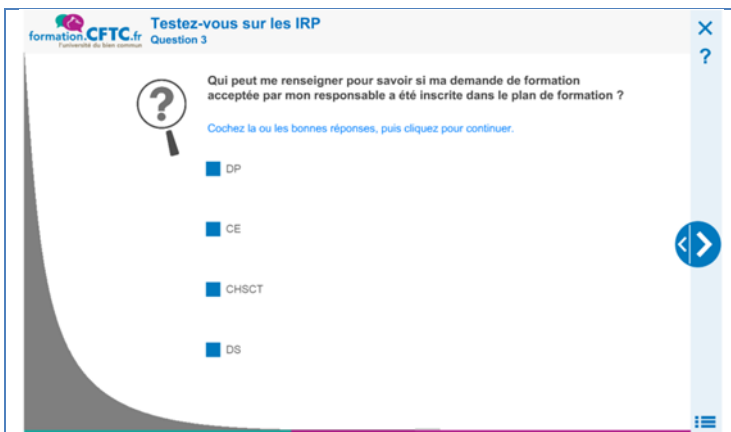 formation.CFTC.fr
l'université du bien commun
Testez-vous sur les IRP
Question 3
Qui peut me renseigner pour savoir si ma demande de formation
acceptée par mon responsable a été inscrite dans le plan de formation ?
Cochez la ou les bonnes réponses, puis cliquez pour continuer.
DP
CE
CHSCT
DS